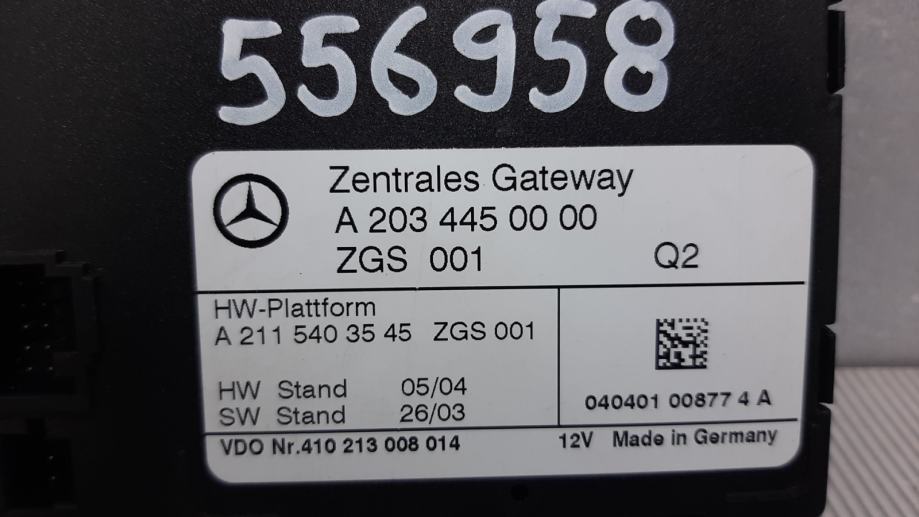 556958
Zentrales Gateway
A 203 445 00 00
ZGS 001 Q2
HW-Plattform
A 211 540 35 45 ZGS 001
HW Stand 05/04
SW Stand 26/03
040401 00877 4 A
VDO Nr.410 213 008 014 12V Made in Germany